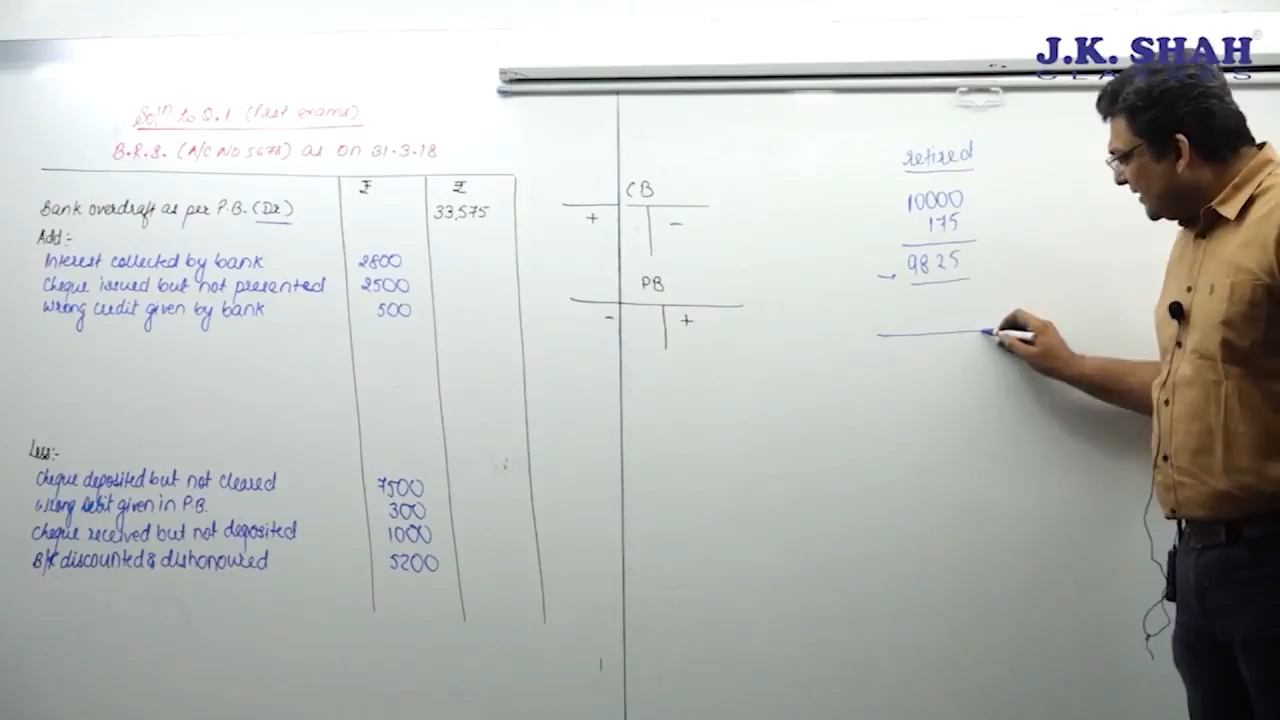 J.K. SHAH
CLASSES
Sol'n to Q.1 (Past exams)
B.R.S. (A/C NO 5678) as on 31-3-18
₹ ₹
Bank overdraft as per P.B. (Dr) 33,575
Add:-
Interest collected by bank 2800
Cheque issued but not presented 2500
Wrong credit given by bank 500
Less:-
Cheque deposited but not cleared 7500
Wrong debit given in P.B. 300
Cheque received but not deposited 1000
B/R discounted & dishonoured 5200
CB
+ -
PB
- +
retired
10000
175
9825